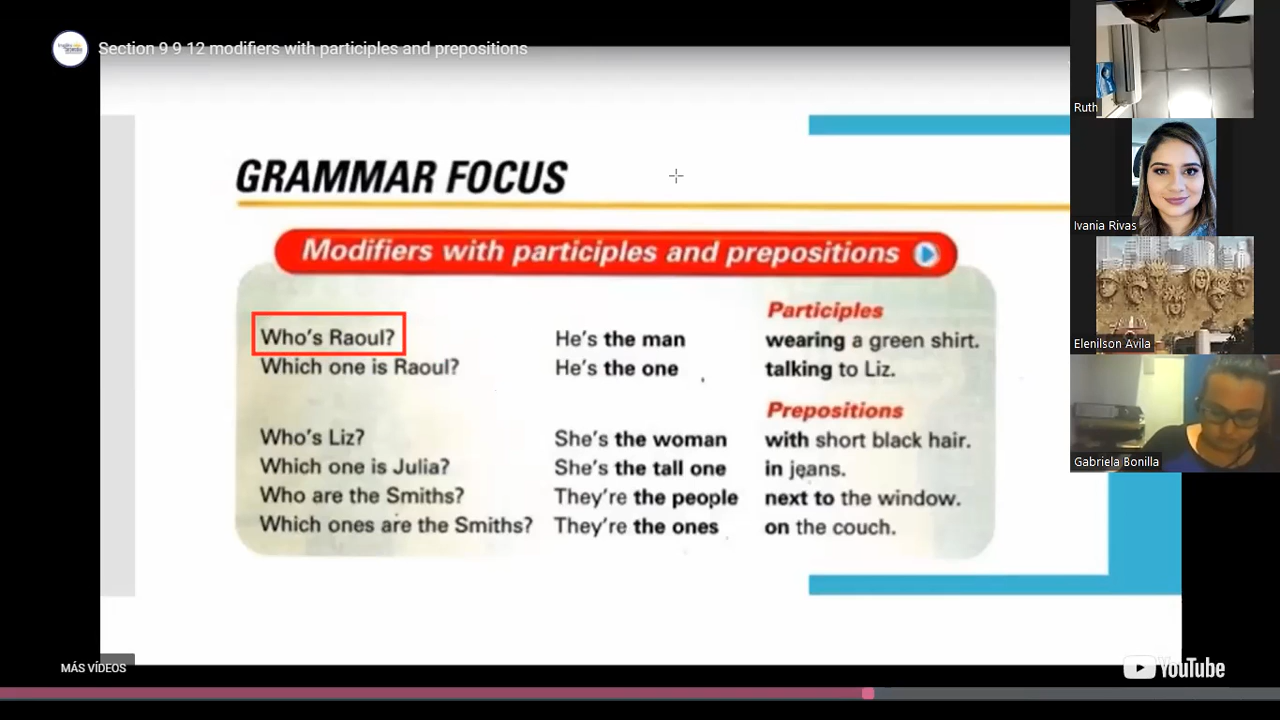 Section 9 9 12 modifiers with participles and prepositions
GRAMMAR FOCUS
Modifiers with participles and prepositions
Participles
Who's Raoul? He's the man wearing a green shirt.
Which one is Raoul? He's the one talking to Liz.
Prepositions
Who's Liz? She's the woman with short black hair.
Which one is Julia? She's the tall one in jeans.
Who are the Smiths? They're the people next to the window.
Which ones are the Smiths? They're the ones on the couch.
MÁS VÍDEOS
YouTube
Ruth
Ivania Rivas
Elenilson Avila
Gabriela Bonilla